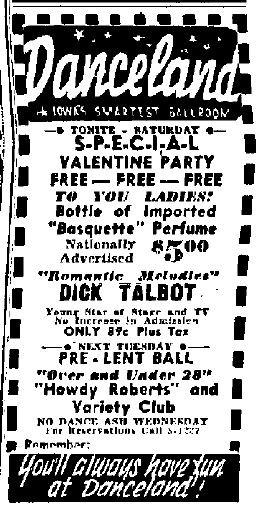 Danceland
IOWA'S SMARTEST BALLROOM
TONITE - SATURDAY
S-P-E-C-I-A-L
VALENTINE PARTY
FREE — FREE — FREE
TO YOU LADIES!
Bottle of Imported
"Basquette" Perfume
Nationally
Advertised $5.00
"Romantic Melodies"
DICK TALBOT
Young Star of Stage and TV
No Increase in Admission
ONLY 89c Plus Tax
NEXT TUESDAY
PRE - LENT BALL
"Over and Under 28"
"Howdy Roberts" and
Variety Club
NO DANCE ASH WEDNESDAY
For Reservations Call
Remember:
You'll always have fun
at Danceland!